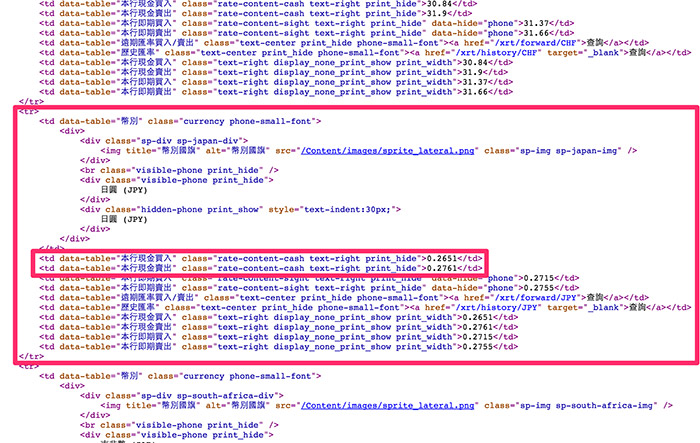 <td data-table="本行現金買入" class="rate-content-cash text-right print_hide">30.84</td>
<td data-table="本行現金賣出" class="rate-content-cash text-right print_hide">31.9</td>
<td data-table="本行即期買入" class="rate-content-sight text-right print_hide" data-hide="phone">31.37</td>
<td data-table="本行即期賣出" class="rate-content-sight text-right print_hide" data-hide="phone">31.66</td>
<td data-table="遠期匯率買入/賣出" class="text-center print_hide phone-small-font"><a href="/xrt/forward/CHF">查詢</a></td>
<td data-table="歷史匯率" class="text-center print_hide phone-small-font"><a href="/xrt/history/CHF" target="_blank">查詢</a></td>
<td data-table="本行現金買入" class="text-right display_none_print_show print_width">30.84</td>
<td data-table="本行現金賣出" class="text-right display_none_print_show print_width">31.9</td>
<td data-table="本行即期買入" class="text-right display_none_print_show print_width">31.37</td>
<td data-table="本行即期賣出" class="text-right display_none_print_show print_width">31.66</td>
</tr>
<tr>
<td data-table="幣別" class="currency phone-small-font">
<div>
<div class="sp-div sp-japan-div">
<img title="幣別國旗" alt="幣別國旗" src="/Content/images/sprite_lateral.png" class="sp-img sp-japan-img" />
</div>
<br class="visible-phone print_hide" />
<div class="visible-phone print_hide">
日圓 (JPY)
</div>
<div class="hidden-phone print_show" style="text-indent:30px;">
日圓 (JPY)
</div>
</div>
</td>
<td data-table="本行現金買入" class="rate-content-cash text-right print_hide">0.2651</td>
<td data-table="本行現金賣出" class="rate-content-cash text-right print_hide">0.2761</td>
<td data-table="本行即期買入" class="rate-content-sight text-right print_hide" data-hide="phone">0.2715</td>
<td data-table="本行即期賣出" class="rate-content-sight text-right print_hide" data-hide="phone">0.2755</td>
<td data-table="遠期匯率買入/賣出" class="text-center print_hide phone-small-font"><a href="/xrt/forward/JPY">查詢</a></td>
<td data-table="歷史匯率" class="text-center print_hide phone-small-font"><a href="/xrt/history/JPY" target="_blank">查詢</a></td>
<td data-table="本行現金買入" class="text-right display_none_print_show print_width">0.2651</td>
<td data-table="本行現金賣出" class="text-right display_none_print_show print_width">0.2761</td>
<td data-table="本行即期買入" class="text-right display_none_print_show print_width">0.2715</td>
<td data-table="本行即期賣出" class="text-right display_none_print_show print_width">0.2755</td>
</tr>
<tr>
<td data-table="幣別" class="currency phone-small-font">
<div>
<div class="sp-div sp-south-africa-div">
<img title="幣別國旗" alt="幣別國旗" src="/Content/images/sprite_lateral.png" class="sp-img sp-south-africa-img" />
</div>
<br class="visible-phone print_hide" />
<div class="visible-phone print_hide">